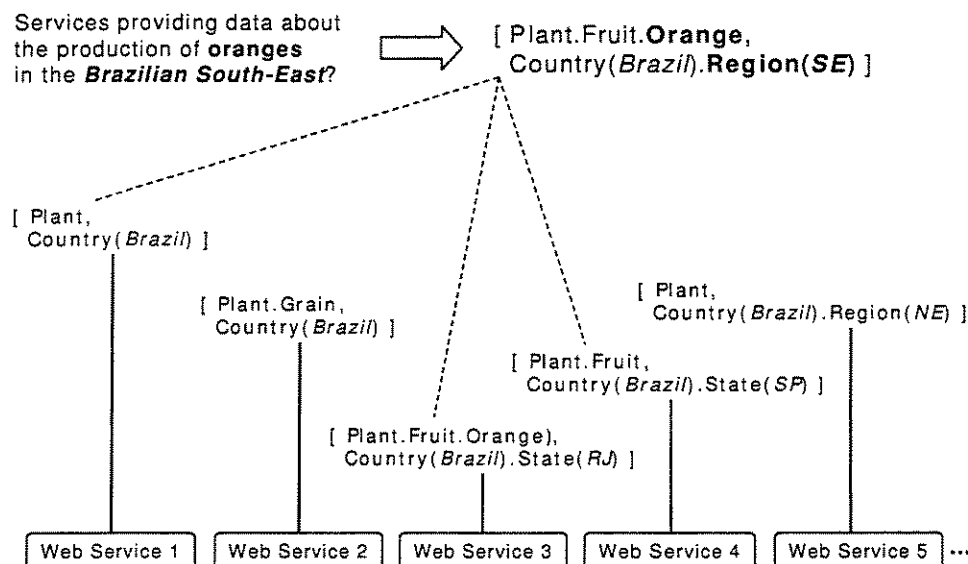 Services providing data about
the production of oranges
in the Brazilian South-East?
[ Plant.Fruit.Orange,
Country(Brazil).Region(SE) ]
[ Plant,
Country(Brazil) ]
[ Plant.Grain,
Country(Brazil) ]
[ Plant,
Country(Brazil).Region(NE) ]
[ Plant.Fruit,
Country(Brazil).State(SP) ]
[ Plant.Fruit.Orange),
Country(Brazil).State(RJ) ]
Web Service 1
Web Service 2
Web Service 3
Web Service 4
Web Service 5
...